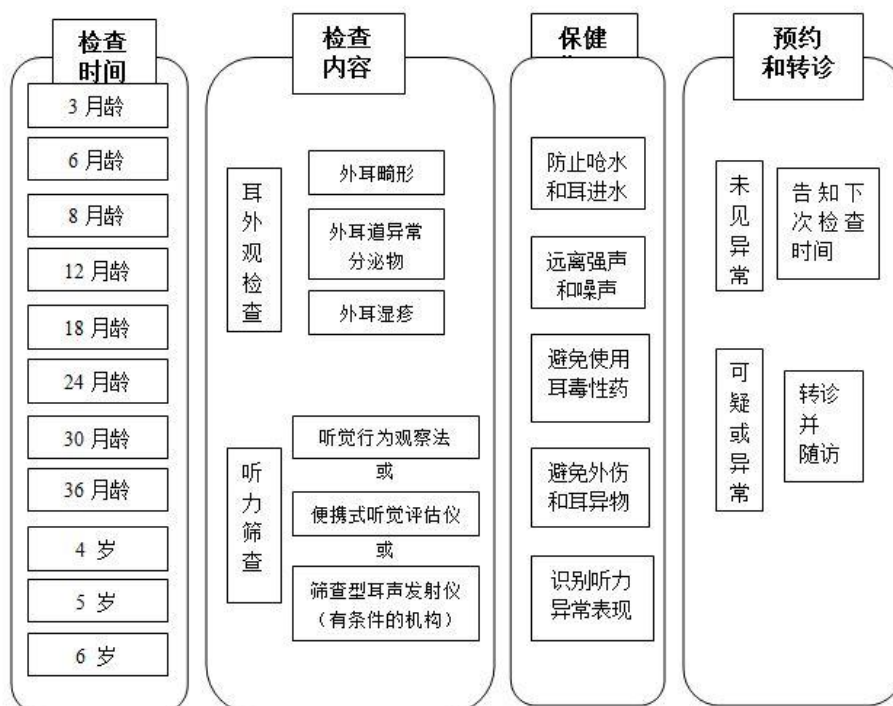 检查
时间
3 月龄
6 月龄
8 月龄
12 月龄
18 月龄
24 月龄
30 月龄
36 月龄
4 岁
5 岁
6 岁
检查
内容
耳外观检查
外耳畸形
外耳道异常
分泌物
外耳湿疹
听力筛查
听觉行为观察法
或
便携式听觉评估仪
或
筛查型耳声发射仪
（有条件的机构）
保健
防止呛水
和耳进水
远离强声
和噪声
避免使用
耳毒性药
避免外伤
和耳异物
识别听力
异常表现
预约
和转诊
未见异常
告知下
次检查
时间
可疑或异常
转诊
并
随访